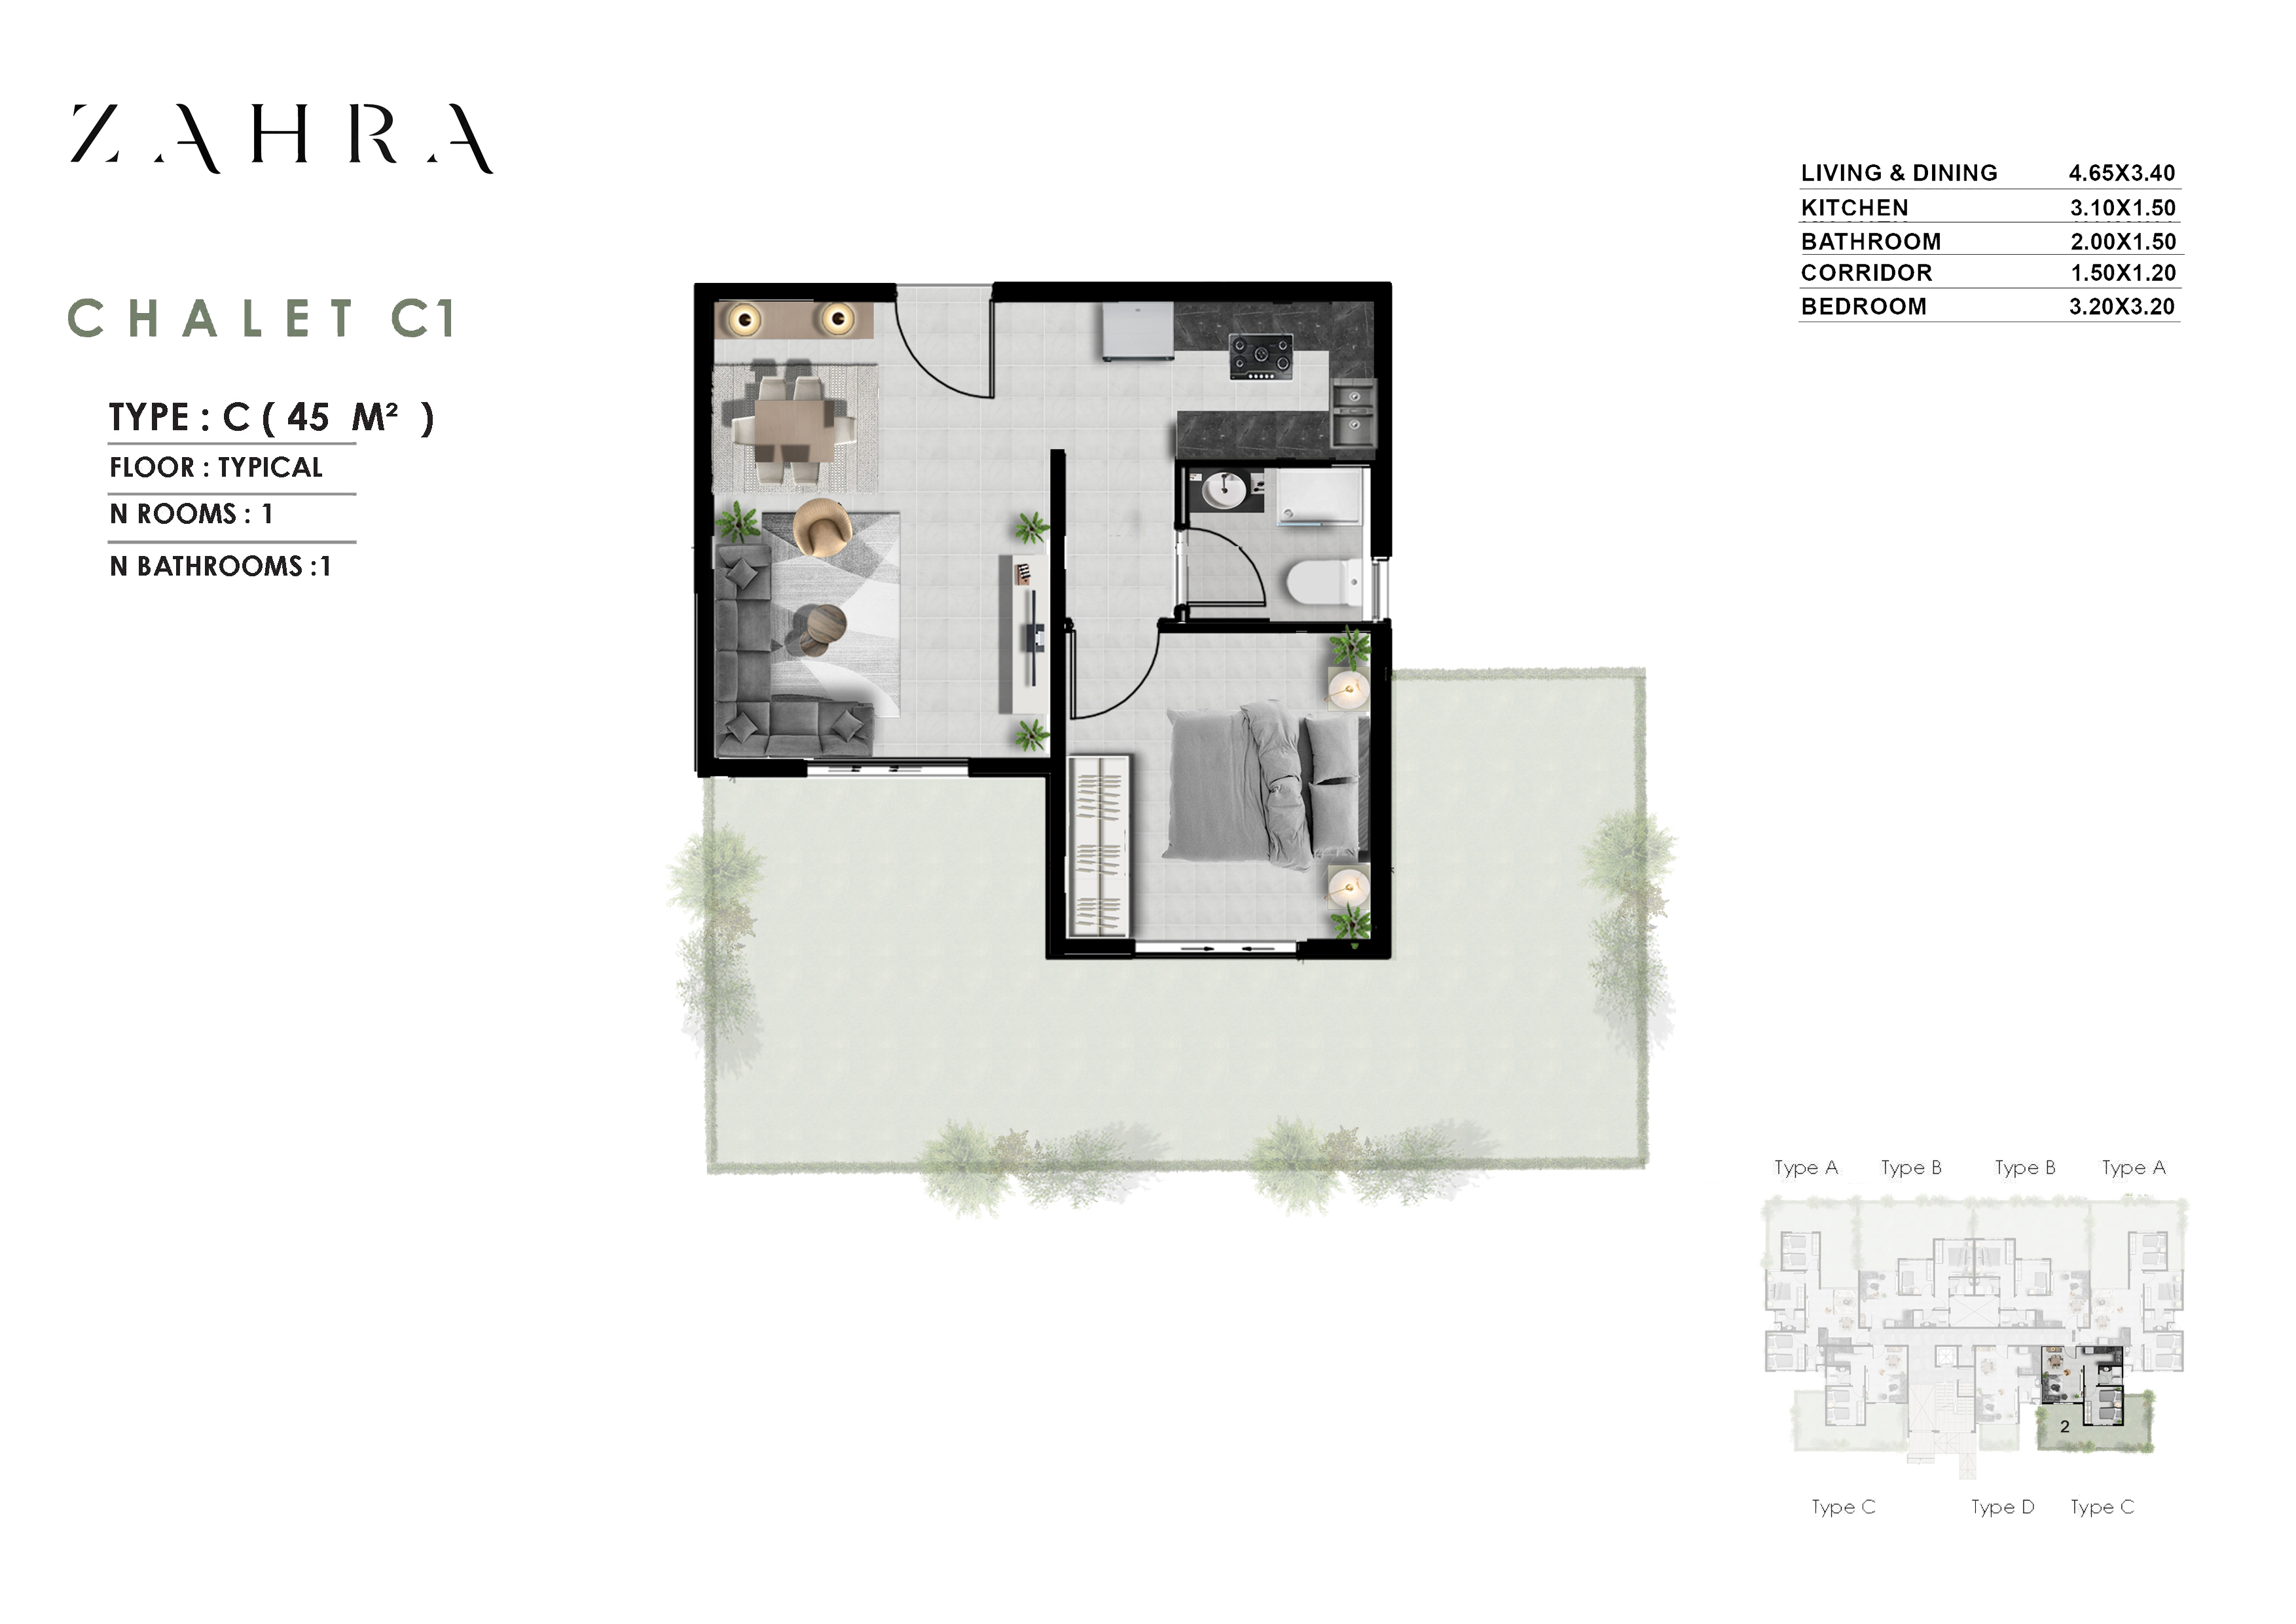 ZAHRA
CHALET C1
TYPE : C ( 45 M² )
FLOOR : TYPICAL
N ROOMS : 1
N BATHROOMS :1
LIVING & DINING 4.65X3.40
KITCHEN 3.10X1.50
BATHROOM 2.00X1.50
CORRIDOR 1.50X1.20
BEDROOM 3.20X3.20
Type A Type B Type B Type A
2
Type C Type D Type C